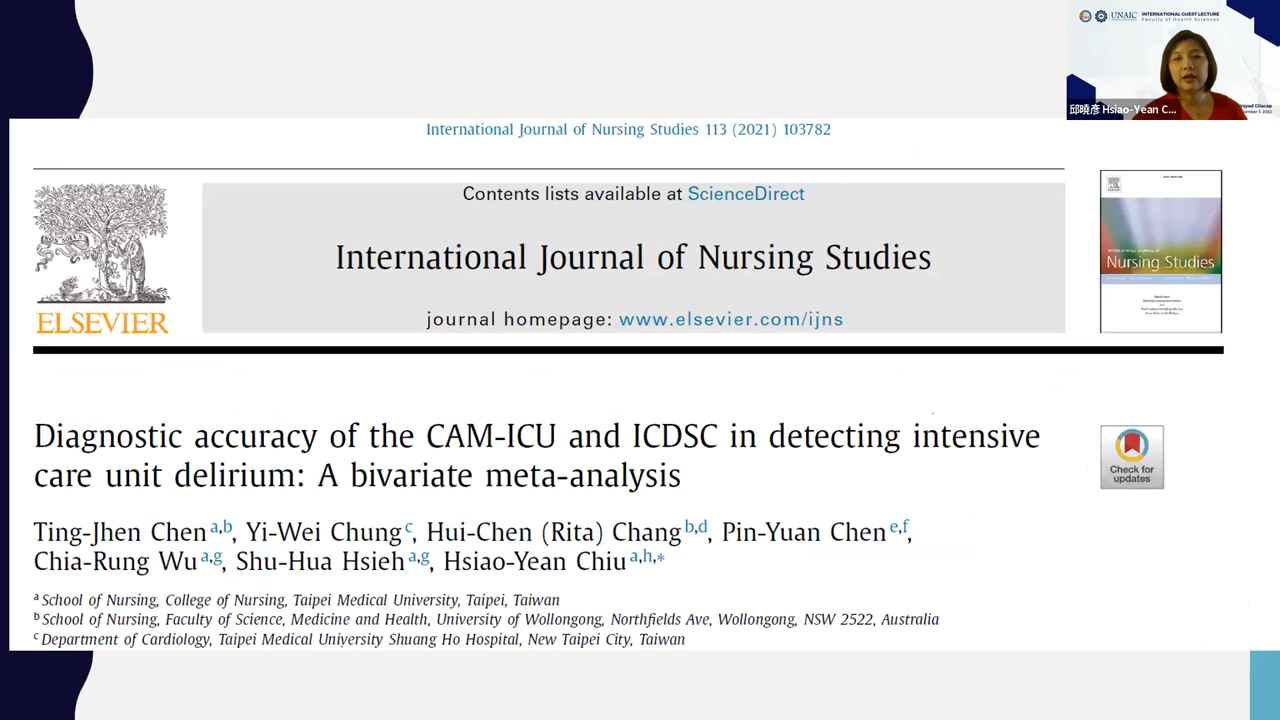 UNAIC
INTERNATIONAL GUEST LECTURE
Faculty of Health Sciences
邱曉彦 Hsiao-Yean C...
International Journal of Nursing Studies 113 (2021) 103782
Contents lists available at ScienceDirect
International Journal of Nursing Studies
journal homepage: www.elsevier.com/ijns
ELSEVIER
Nursing Studies
Diagnostic accuracy of the CAM-ICU and ICDSC in detecting intensive
care unit delirium: A bivariate meta-analysis
Check for
updates
Ting-Jhen Chen a,b, Yi-Wei Chung c, Hui-Chen (Rita) Chang b,d, Pin-Yuan Chen e,f,
Chia-Rung Wu a,g, Shu-Hua Hsieh a,g, Hsiao-Yean Chiu a,h,*
a School of Nursing, College of Nursing, Taipei Medical University, Taipei, Taiwan
b School of Nursing, Faculty of Science, Medicine and Health, University of Wollongong, Northfields Ave, Wollongong, NSW 2522, Australia
c Department of Cardiology, Taipei Medical University Shuang Ho Hospital, New Taipei City, Taiwan